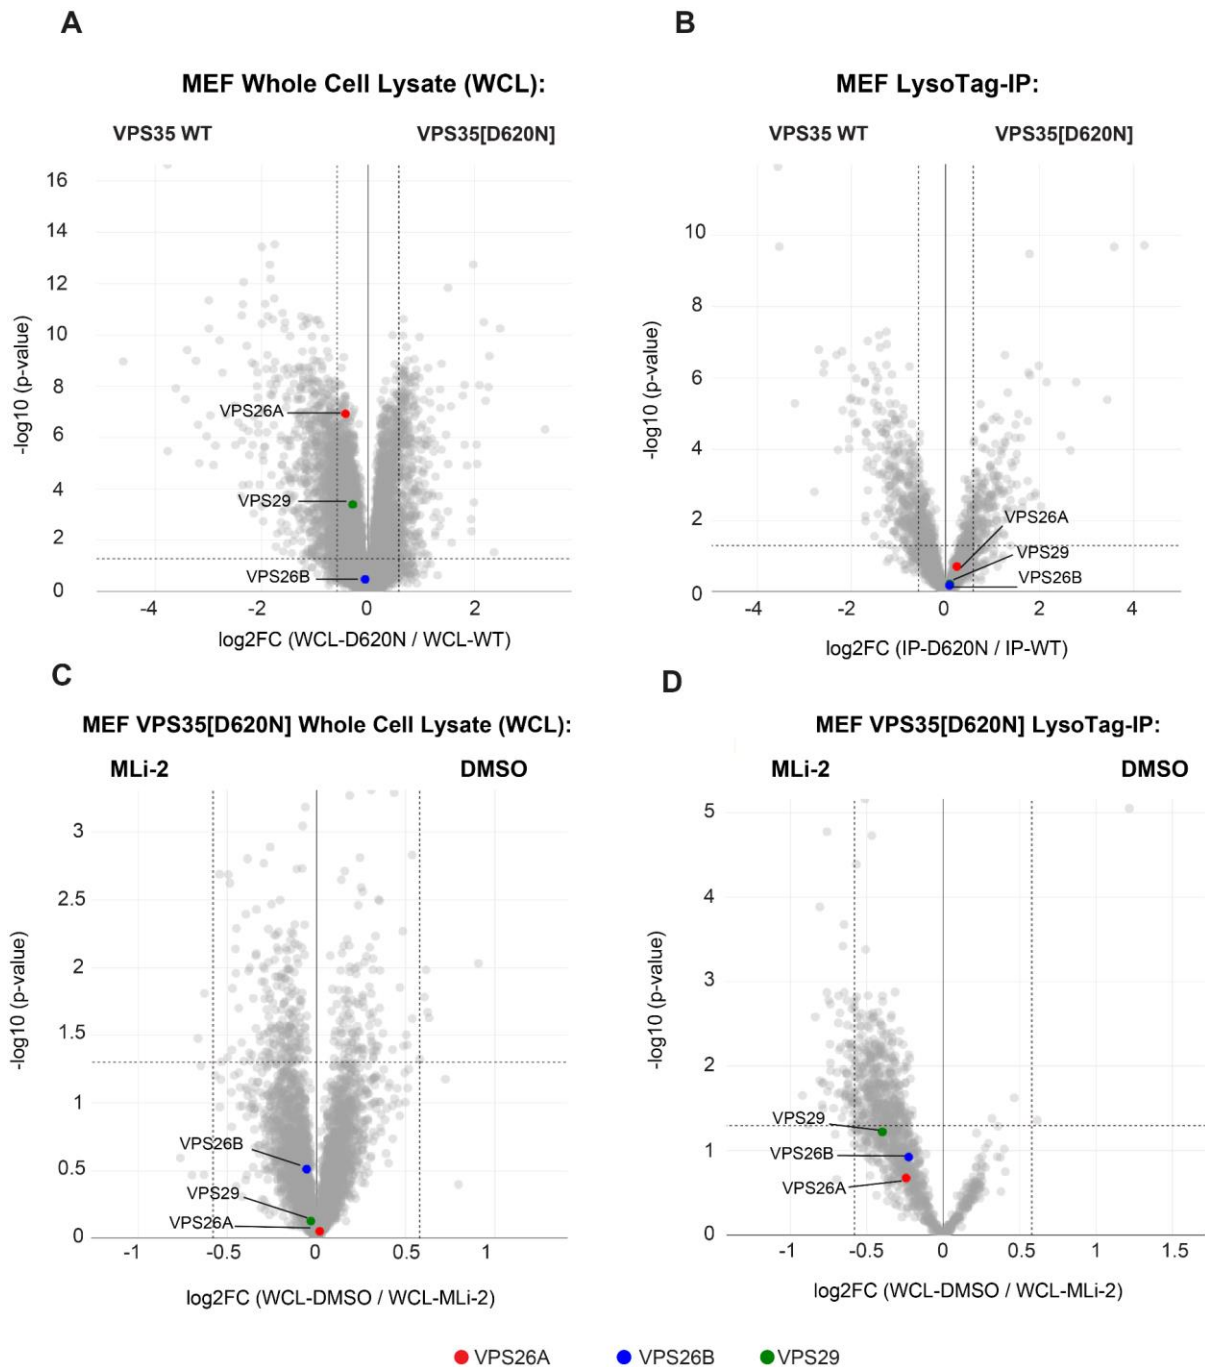 A
MEF Whole Cell Lysate (WCL):
VPS35 WT VPS35[D620N]
16
14
12
10
8
6
4
2
0
-log10 (p-value)
VPS26A
VPS29
VPS26B
-4 -2 0 2
log2FC (WCL-D620N / WCL-WT)
B
MEF LysoTag-IP:
VPS35 WT VPS35[D620N]
10
8
6
4
2
0
-log10 (p-value)
VPS26A
VPS29
VPS26B
-4 -2 0 2 4
log2FC (IP-D620N / IP-WT)
C
MEF VPS35[D620N] Whole Cell Lysate (WCL):
MLi-2 DMSO
3
2.5
2
1.5
1
0.5
0
-log10 (p-value)
VPS26B
VPS29
VPS26A
-1 -0.5 0 0.5 1
log2FC (WCL-DMSO / WCL-MLi-2)
D
MEF VPS35[D620N] LysoTag-IP:
MLi-2 DMSO
5
4
3
2
1
0
-log10 (p-value)
VPS29
VPS26B
VPS26A
-1 -0.5 0 0.5 1 1.5
log2FC (WCL-DMSO / WCL-MLi-2)
VPS26A VPS26B VPS29